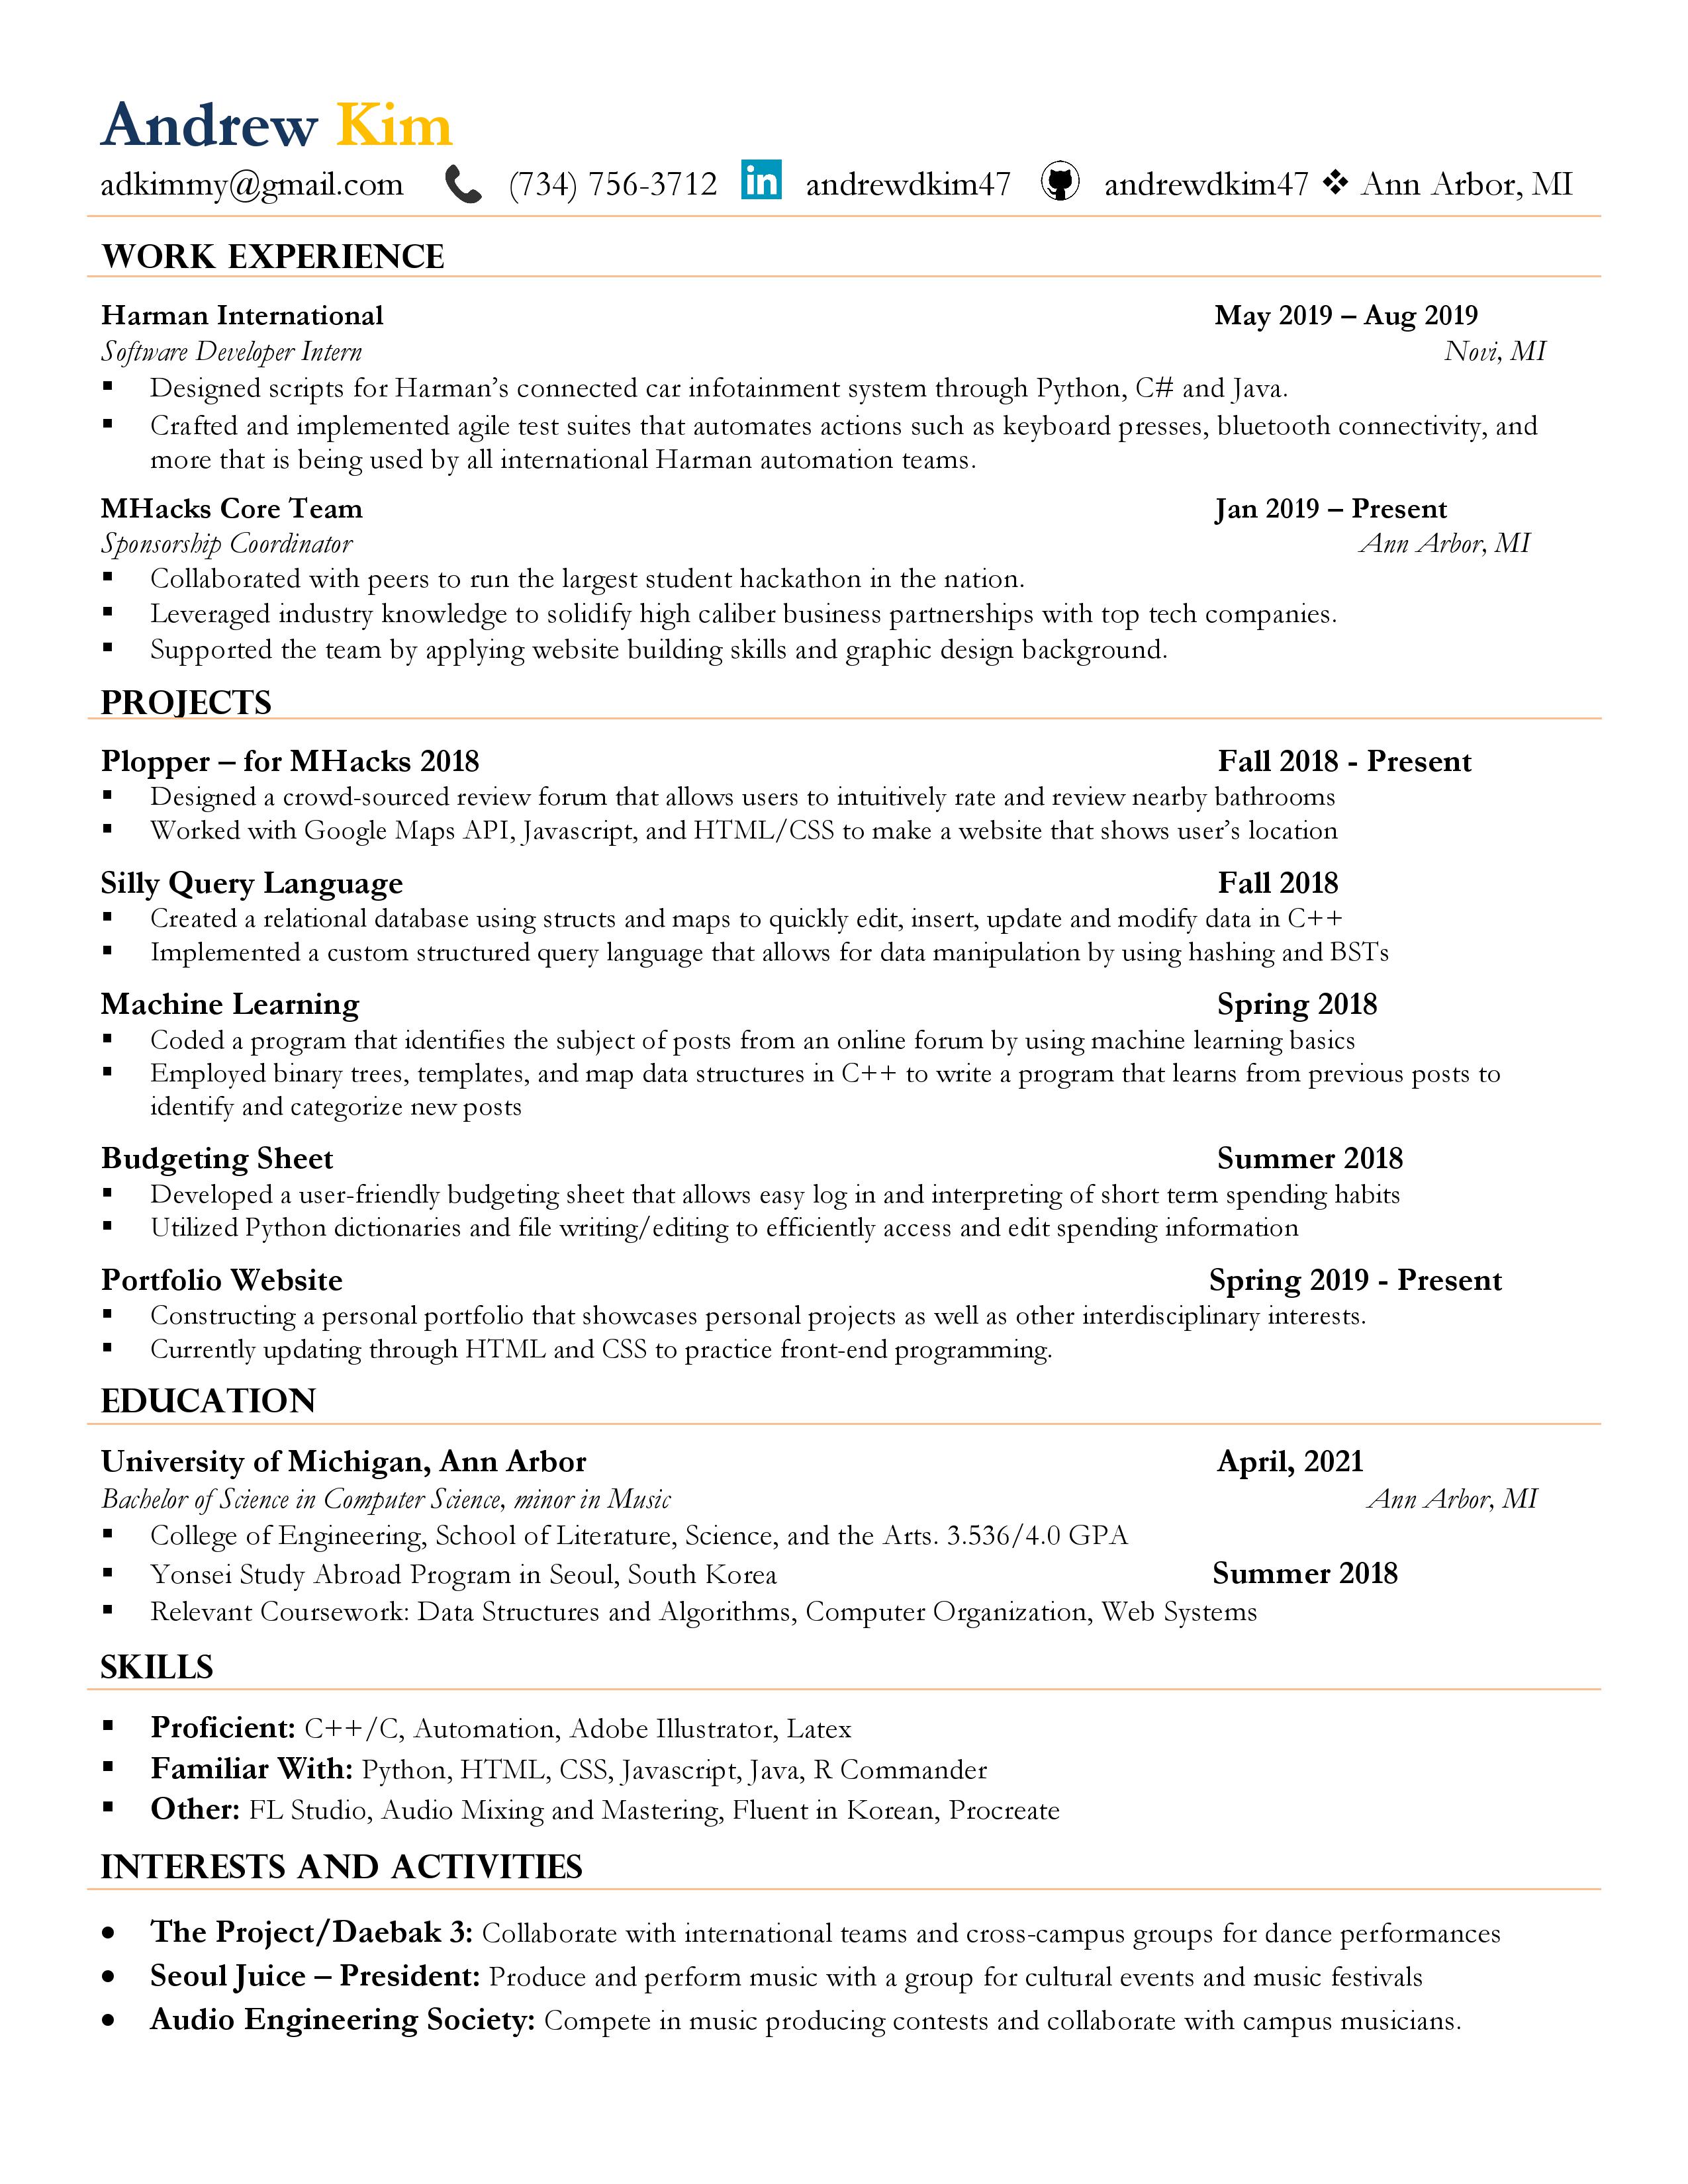 Andrew Kim
adkimmy@gmail.com (734) 756-3712 in andrewdkim47 andrewdkim47 ❖ Ann Arbor, MI
WORK EXPERIENCE
Harman International May 2019 – Aug 2019
Software Developer Intern Novi, MI
▪ Designed scripts for Harman’s connected car infotainment system through Python, C# and Java.
▪ Crafted and implemented agile test suites that automates actions such as keyboard presses, bluetooth connectivity, and
more that is being used by all international Harman automation teams.
MHacks Core Team Jan 2019 – Present
Sponsorship Coordinator Ann Arbor, MI
▪ Collaborated with peers to run the largest student hackathon in the nation.
▪ Leveraged industry knowledge to solidify high caliber business partnerships with top tech companies.
▪ Supported the team by applying website building skills and graphic design background.
PROJECTS
Plopper – for MHacks 2018 Fall 2018 - Present
▪ Designed a crowd-sourced review forum that allows users to intuitively rate and review nearby bathrooms
▪ Worked with Google Maps API, Javascript, and HTML/CSS to make a website that shows user’s location
Silly Query Language Fall 2018
▪ Created a relational database using structs and maps to quickly edit, insert, update and modify data in C++
▪ Implemented a custom structured query language that allows for data manipulation by using hashing and BSTs
Machine Learning Spring 2018
▪ Coded a program that identifies the subject of posts from an online forum by using machine learning basics
▪ Employed binary trees, templates, and map data structures in C++ to write a program that learns from previous posts to
identify and categorize new posts
Budgeting Sheet Summer 2018
▪ Developed a user-friendly budgeting sheet that allows easy log in and interpreting of short term spending habits
▪ Utilized Python dictionaries and file writing/editing to efficiently access and edit spending information
Portfolio Website Spring 2019 - Present
▪ Constructing a personal portfolio that showcases personal projects as well as other interdisciplinary interests.
▪ Currently updating through HTML and CSS to practice front-end programming.
EDUCATION
University of Michigan, Ann Arbor April, 2021
Bachelor of Science in Computer Science, minor in Music Ann Arbor, MI
▪ College of Engineering, School of Literature, Science, and the Arts. 3.536/4.0 GPA
▪ Yonsei Study Abroad Program in Seoul, South Korea Summer 2018
▪ Relevant Coursework: Data Structures and Algorithms, Computer Organization, Web Systems
SKILLS
▪ Proficient: C++/C, Automation, Adobe Illustrator, Latex
▪ Familiar With: Python, HTML, CSS, Javascript, Java, R Commander
▪ Other: FL Studio, Audio Mixing and Mastering, Fluent in Korean, Procreate
INTERESTS AND ACTIVITIES
• The Project/Daebak 3: Collaborate with international teams and cross-campus groups for dance performances
• Seoul Juice – President: Produce and perform music with a group for cultural events and music festivals
• Audio Engineering Society: Compete in music producing contests and collaborate with campus musicians.